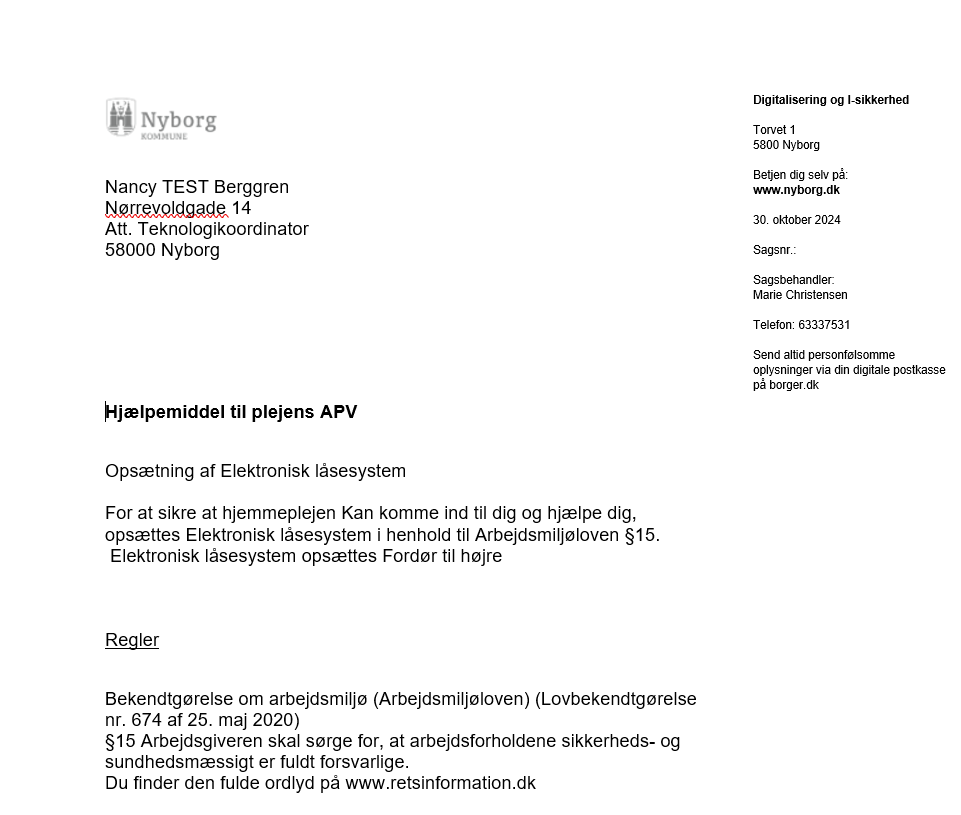 Nyborg
KOMMUNE
Nancy TEST Berggren
Nørrevoldgade 14
Att. Teknologikoordinator
58000 Nyborg
Digitalisering og I-sikkerhed
Torvet 1
5800 Nyborg
Betjen dig selv på:
www.nyborg.dk
30. oktober 2024
Sagsnr.:
Sagsbehandler:
Marie Christensen
Telefon: 63337531
Send altid personfølsomme
oplysninger via din digitale postkasse
på borger.dk
Hjælpemiddel til plejens APV
Opsætning af Elektronisk låsesystem
For at sikre at hjemmeplejen Kan komme ind til dig og hjælpe dig,
opsættes Elektronisk låsesystem i henhold til Arbejdsmiljøloven §15.
Elektronisk låsesystem opsættes Fordør til højre
Regler
Bekendtgørelse om arbejdsmiljø (Arbejdsmiljøloven) (Lovbekendtgørelse
nr. 674 af 25. maj 2020)
§15 Arbejdsgiveren skal sørge for, at arbejdsforholdene sikkerheds- og
sundhedsmæssigt er fuldt forsvarlige.
Du finder den fulde ordlyd på www.retsinformation.dk